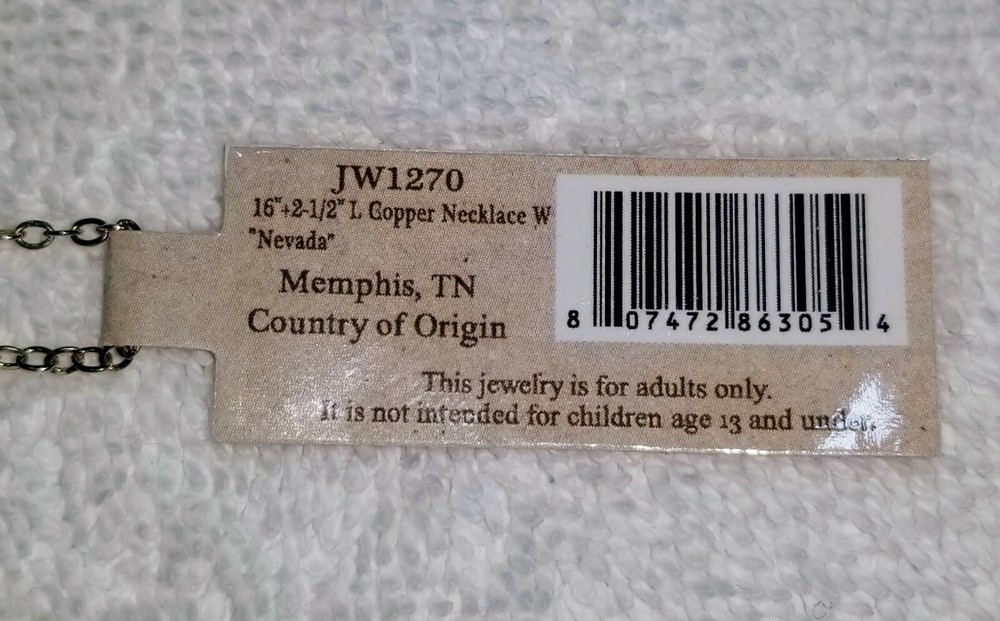 JW1270
16"+2-1/2" L Copper Necklace W
"Nevada"
Memphis, TN
Country of Origin
8 07472 86305 4
This jewelry is for adults only.
It is not intended for children age 13 and under.